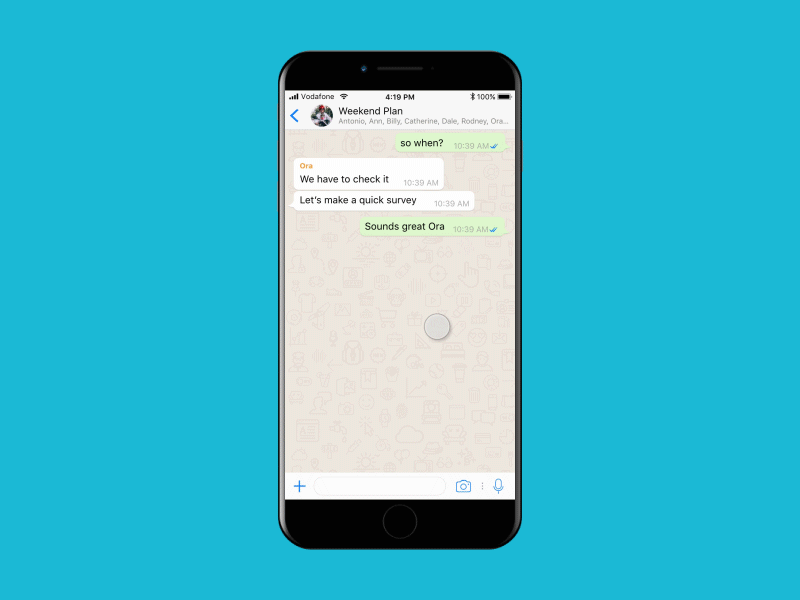 Vodafone 4:19 PM 100%
Weekend Plan
Antonio, Ann, Billy, Catherine, Dale, Rodney, Ora...
so when? 10:39 AM
Ora
We have to check it 10:39 AM
Let's make a quick survey 10:39 AM
Sounds great Ora 10:39 AM